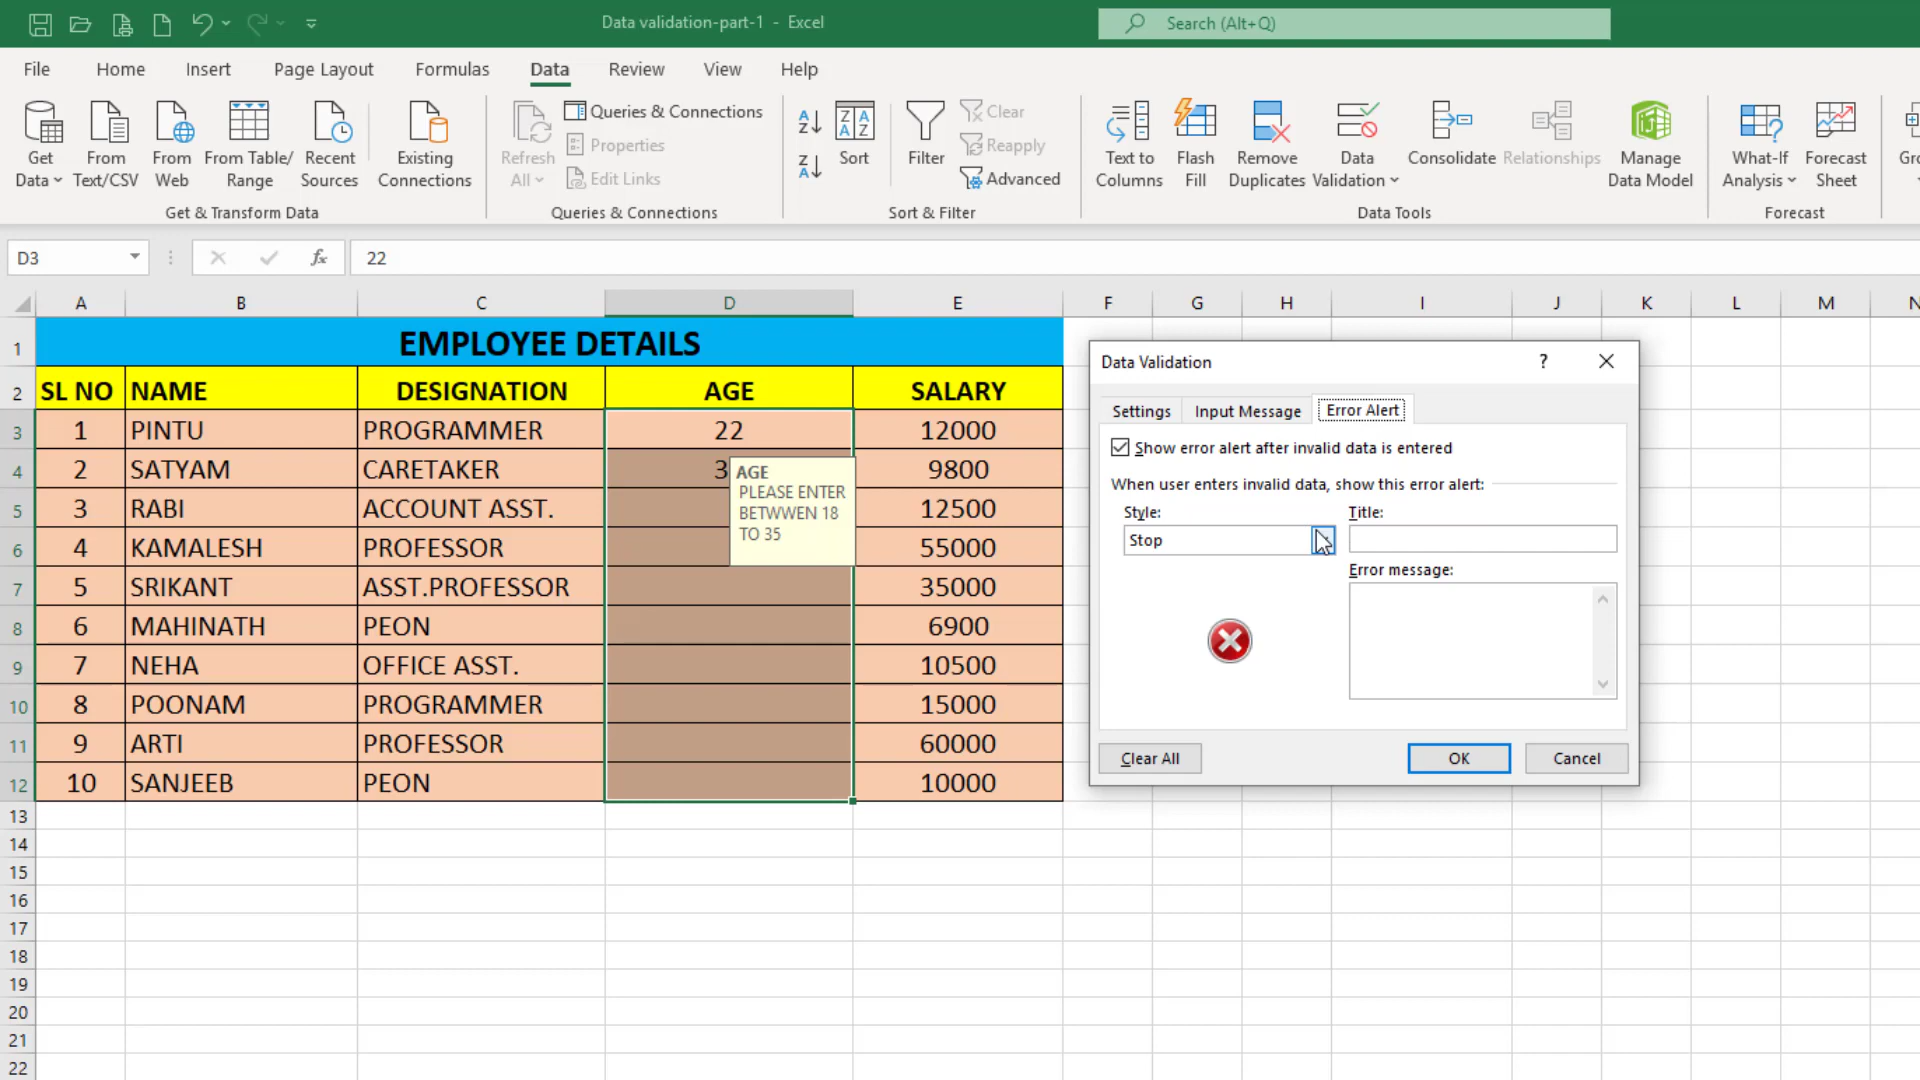 Data validation-part-1 - Excel
Search (Alt+Q)
File Home Insert Page Layout Formulas Data Review View Help
Get Data
From Text/CSV
From Web
From Table/ Range
Recent Sources
Existing Connections
Get & Transform Data
Refresh All
Queries & Connections
Properties
Edit Links
Queries & Connections
Sort
Filter
Clear
Reapply
Advanced
Sort & Filter
Text to Columns
Flash Fill
Remove Duplicates
Data Validation
Consolidate
Relationships
Manage Data Model
Data Tools
What-If Analysis
Forecast Sheet
Forecast
D3 fx 22
A B C D E F G H I J K L M N
1 EMPLOYEE DETAILS
2 SL NO NAME DESIGNATION AGE SALARY
3 1 PINTU PROGRAMMER 22 12000
4 2 SATYAM CARETAKER 3 9800
5 3 RABI ACCOUNT ASST. 12500
6 4 KAMALESH PROFESSOR 55000
7 5 SRIKANT ASST.PROFESSOR 35000
8 6 MAHINATH PEON 6900
9 7 NEHA OFFICE ASST. 10500
10 8 POONAM PROGRAMMER 15000
11 9 ARTI PROFESSOR 60000
12 10 SANJEEB PEON 10000
13
14
15
16
17
18
19
20
21
22
AGE
PLEASE ENTER
BETWWEN 18
TO 35
Data Validation ?
Settings Input Message Error Alert
Show error alert after invalid data is entered
When user enters invalid data, show this error alert:
Style: Title:
Stop
Error message:
Clear All OK Cancel